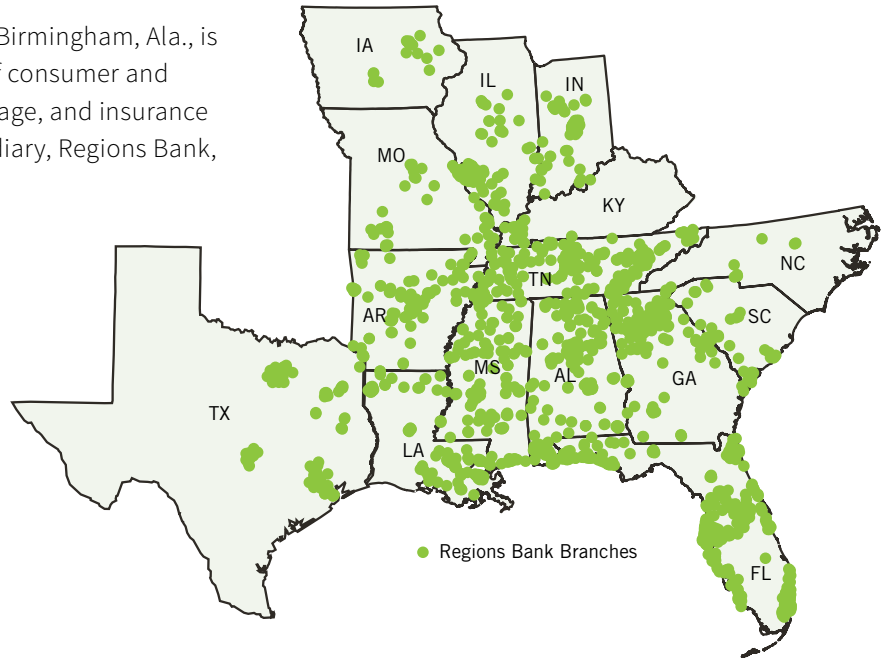 Birmingham, Ala., is
f consumer and
age, and insurance
diary, Regions Bank,
IA
IL
IN
MO
KY
NC
TN
AR
SC
MS
AL
GA
TX
LA
Regions Bank Branches
FL